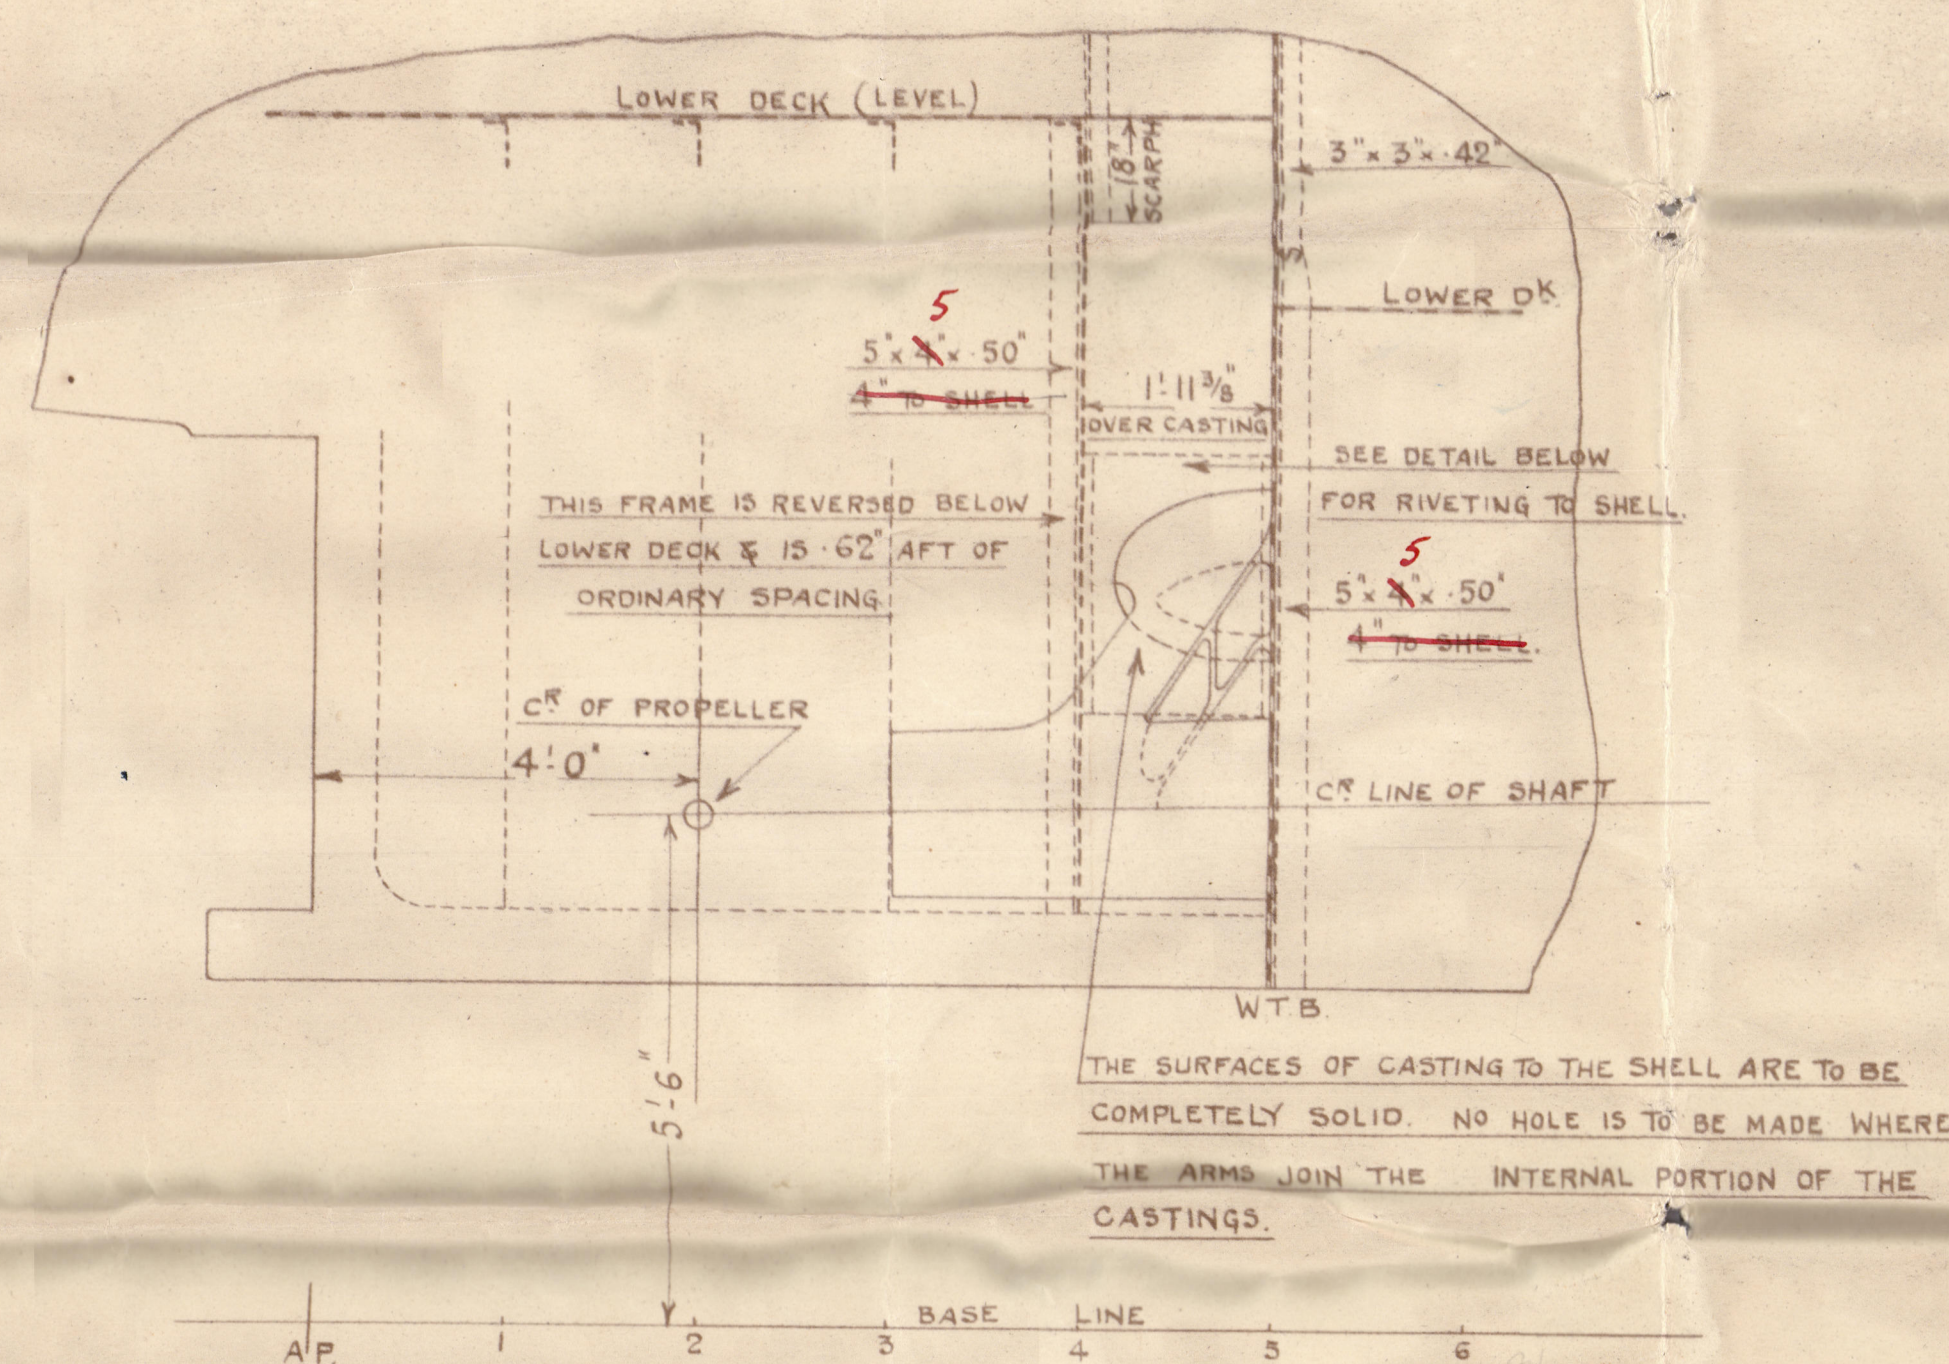 LOWER DECK (LEVEL)
18"
SCARPH
3" x 3" x .42"
LOWER DK
5
5" x 4" x .50"
4" TO SHELL
1'-11 3/8"
OVER CASTING
SEE DETAIL BELOW
FOR RIVETING TO SHELL.
THIS FRAME IS REVERSED BELOW
LOWER DECK & IS .62" AFT OF
ORDINARY SPACING
5
5" x 4" x .50"
4" TO SHELL.
CR OF PROPELLER
4'-0"
CR LINE OF SHAFT
W.T.B.
5'-6"
THE SURFACES OF CASTING TO THE SHELL ARE TO BE
COMPLETELY SOLID. NO HOLE IS TO BE MADE WHERE
THE ARMS JOIN THE INTERNAL PORTION OF THE
CASTINGS.
BASE LINE
A P. 1 2 3 4 5 6